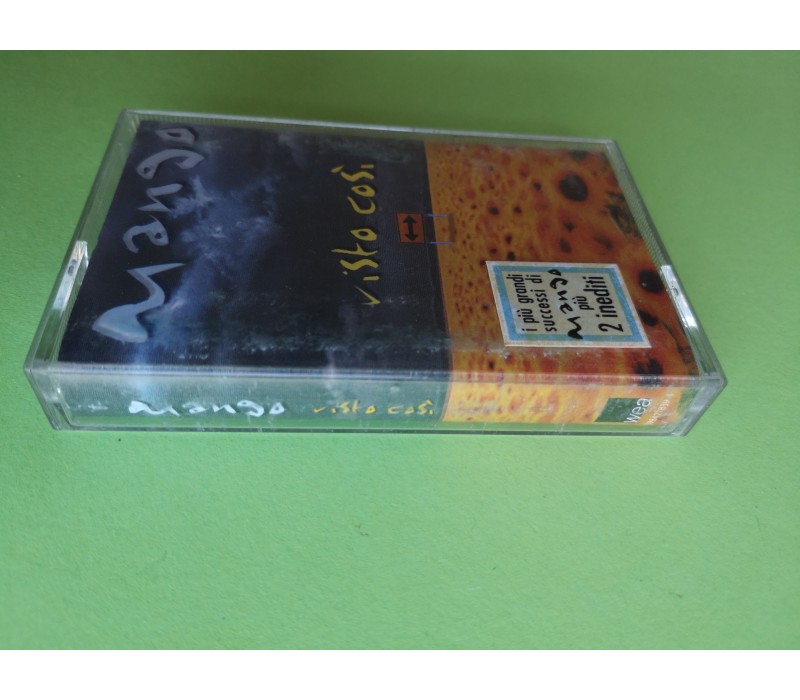 Mango
visto così.
i più grandi
successi di
Mango
più
2 inediti
Mango visto così.
wea